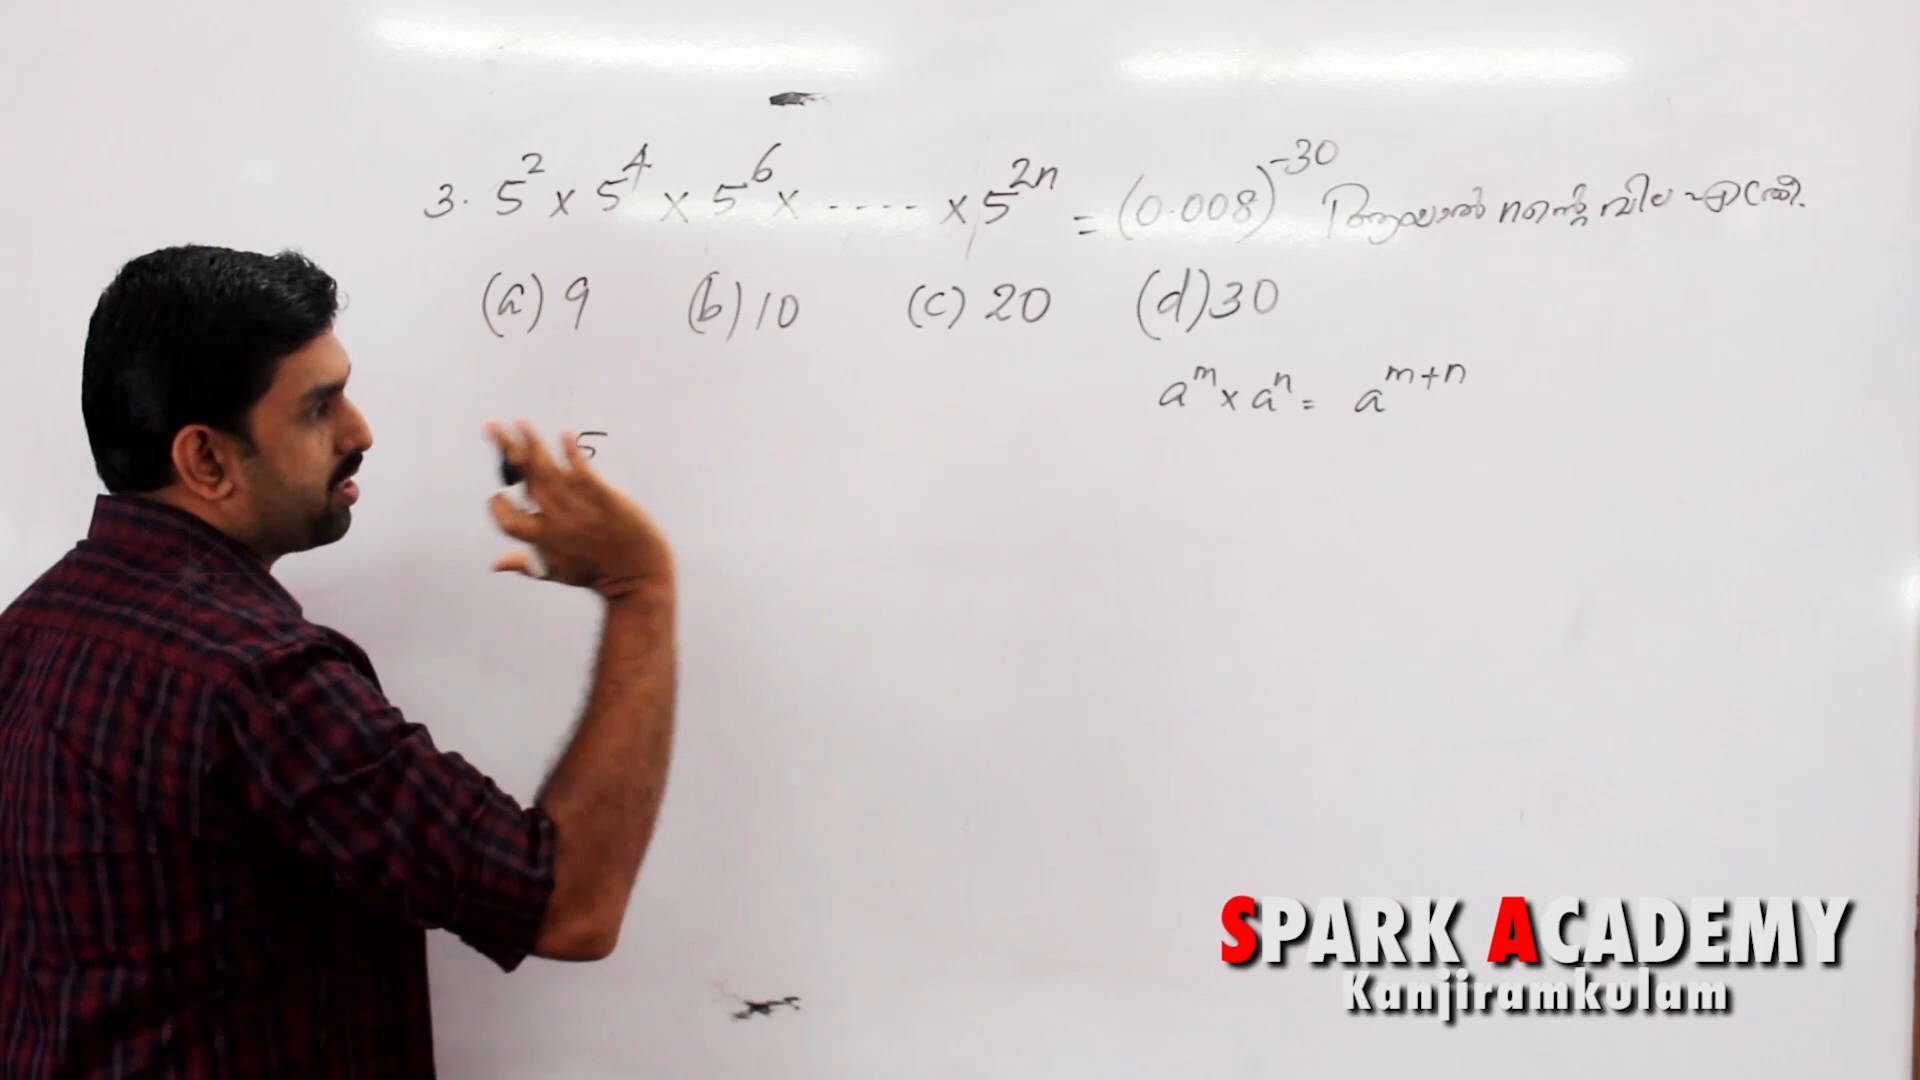 3. 5² × 5⁴ × 5⁶ × ---- × 5²ⁿ = (0.008)⁻³⁰ ആയാൽ n ന്റെ വില എത്ര.
(a) 9 (b) 10 (c) 20 (d) 30
aᵐ × aⁿ = aᵐ⁺ⁿ
5
SPARK ACADEMY
Kanjiramkulam